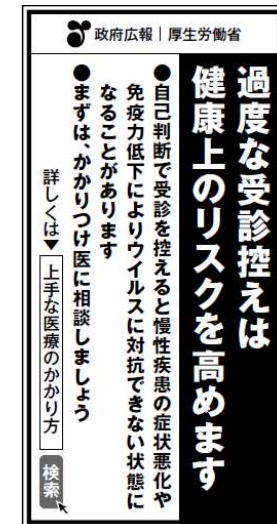 政府広報|厚生労働省
過度な受診控えは
健康上のリスクを高めます
●自己判断で受診を控えると慢性疾患の症状悪化や
免疫力低下によりウイルスに対抗できない状態に
なることがあります
●まずは、かかりつけ医に相談しましょう
詳しくは▼ 上手な医療のかかり方 検索